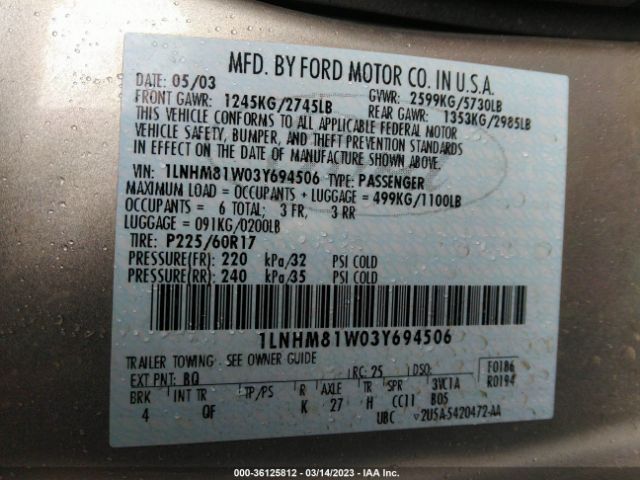 MFD. BY FORD MOTOR CO. IN U.S.A.
DATE: 05/03 GVWR: 2599KG/5730LB
FRONT GAWR: 1245KG/2745LB REAR GAWR: 1353KG/2985LB
THIS VEHICLE CONFORMS TO ALL APPLICABLE FEDERAL MOTOR
VEHICLE SAFETY, BUMPER, AND THEFT PREVENTION STANDARDS
IN EFFECT ON THE DATE OF MANUFACTURE SHOWN ABOVE.
VIN: 1LNHM81W03Y694506 TYPE: PASSENGER
MAXIMUM LOAD = OCCUPANTS + LUGGAGE = 499KG/1100LB
OCCUPANTS = 6 TOTAL; 3 FR, 3 RR
LUGGAGE = 091KG/0200LB
TIRE: P225/60R17
PRESSURE(FR) 220 kPa/32 PSI COLD
PRESSURE(RR) 240 kPa/35 PSI COLD
1LNHM81W03Y694506
TRAILER TOWING - SEE OWNER GUIDE
EXT PNT: BQ RC: 25 DSO: F0186
R0194
BRK INT TR TP/PS R AXLE TR SPR 3VC1A
4 QF K 27 H CC11 B05
UBC ▽2U5A-5420472-AA
000-36125812 - 03/14/2023 - IAA Inc.